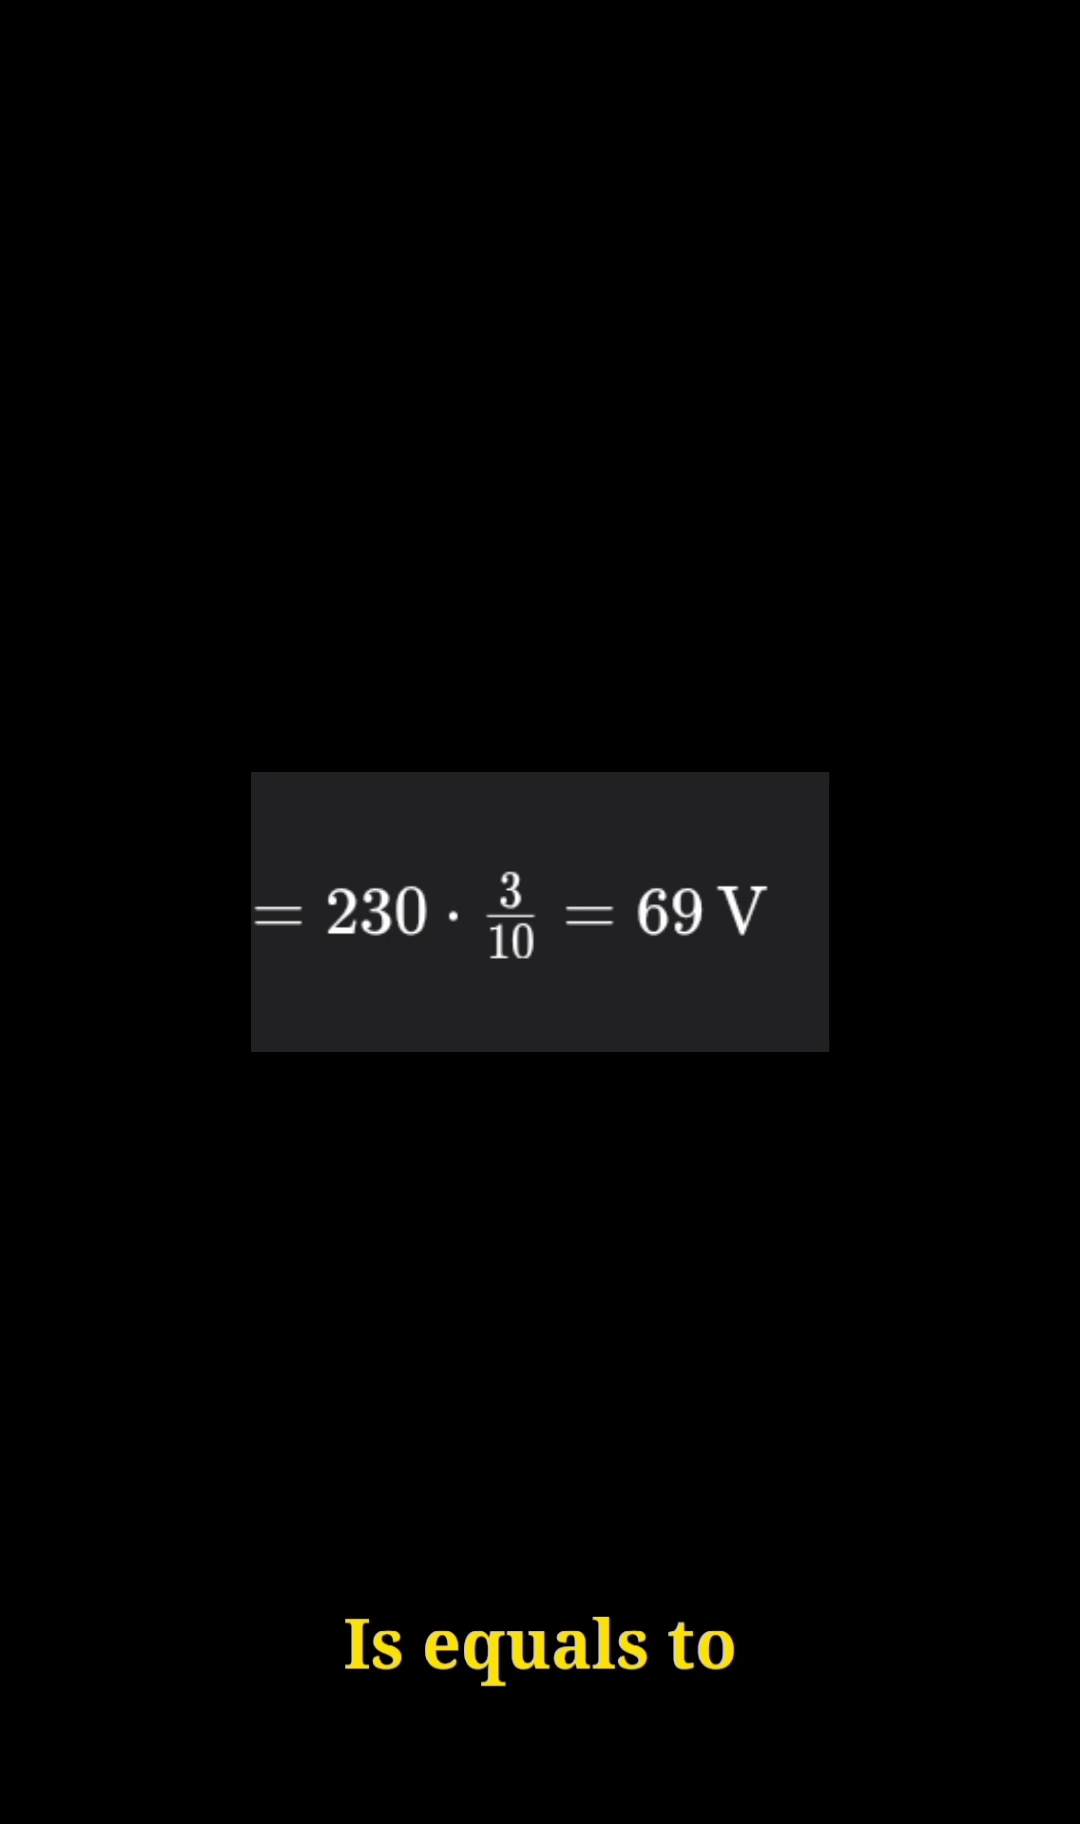 = 230 · 3/10 = 69 V
Is equals to